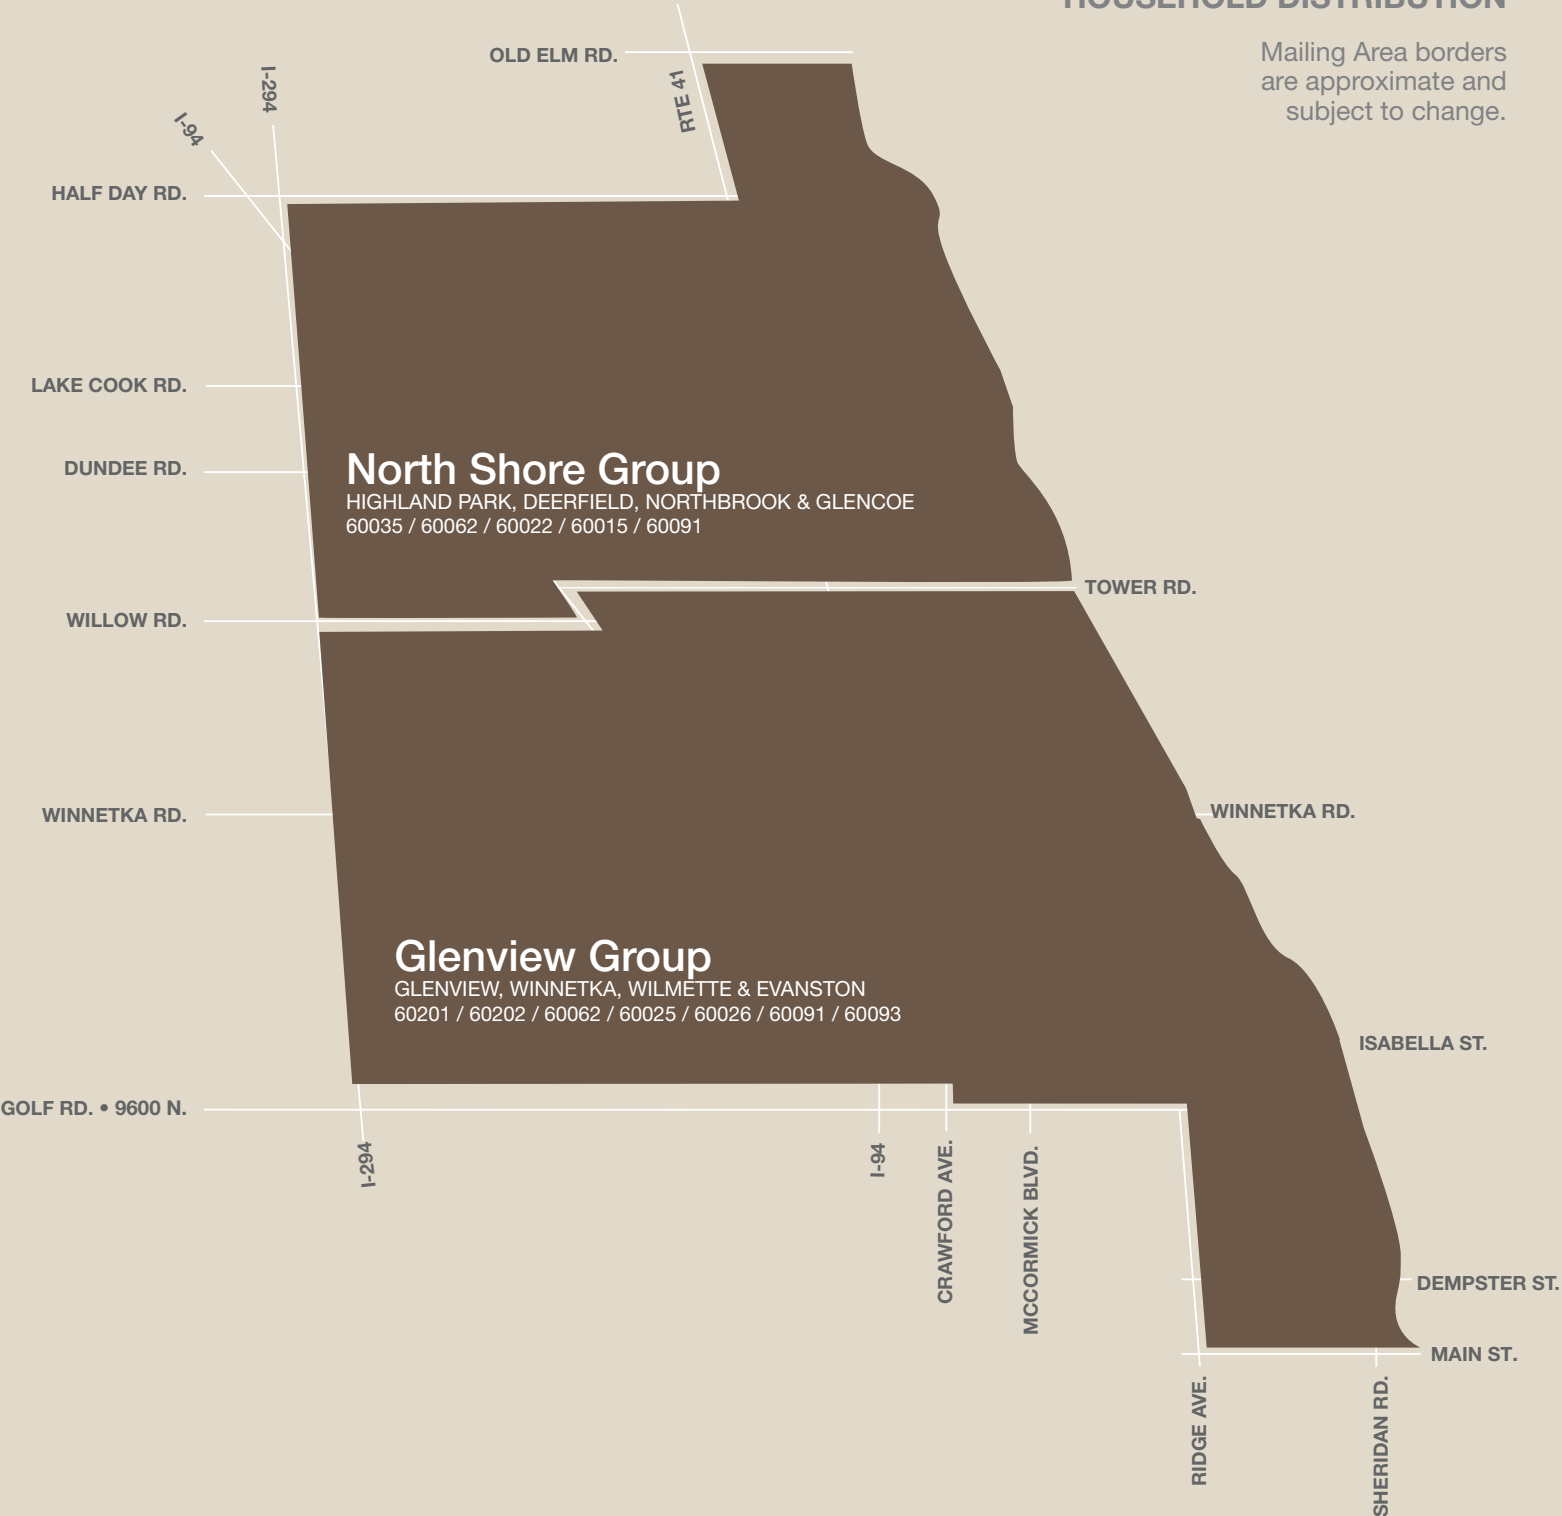 HOUSEHOLD DISTRIBUTION
Mailing Area borders
are approximate and
subject to change.
OLD ELM RD.
RTE 41
I-294
I-94
HALF DAY RD.
LAKE COOK RD.
DUNDEE RD.
North Shore Group
HIGHLAND PARK, DEERFIELD, NORTHBROOK & GLENCOE
60035 / 60062 / 60022 / 60015 / 60091
TOWER RD.
WILLOW RD.
WINNETKA RD.
WINNETKA RD.
Glenview Group
GLENVIEW, WINNETKA, WILMETTE & EVANSTON
60201 / 60202 / 60062 / 60025 / 60026 / 60091 / 60093
ISABELLA ST.
GOLF RD. • 9600 N.
I-294
I-94
CRAWFORD AVE.
MCCORMICK BLVD.
DEMPSTER ST.
MAIN ST.
RIDGE AVE.
SHERIDAN RD.